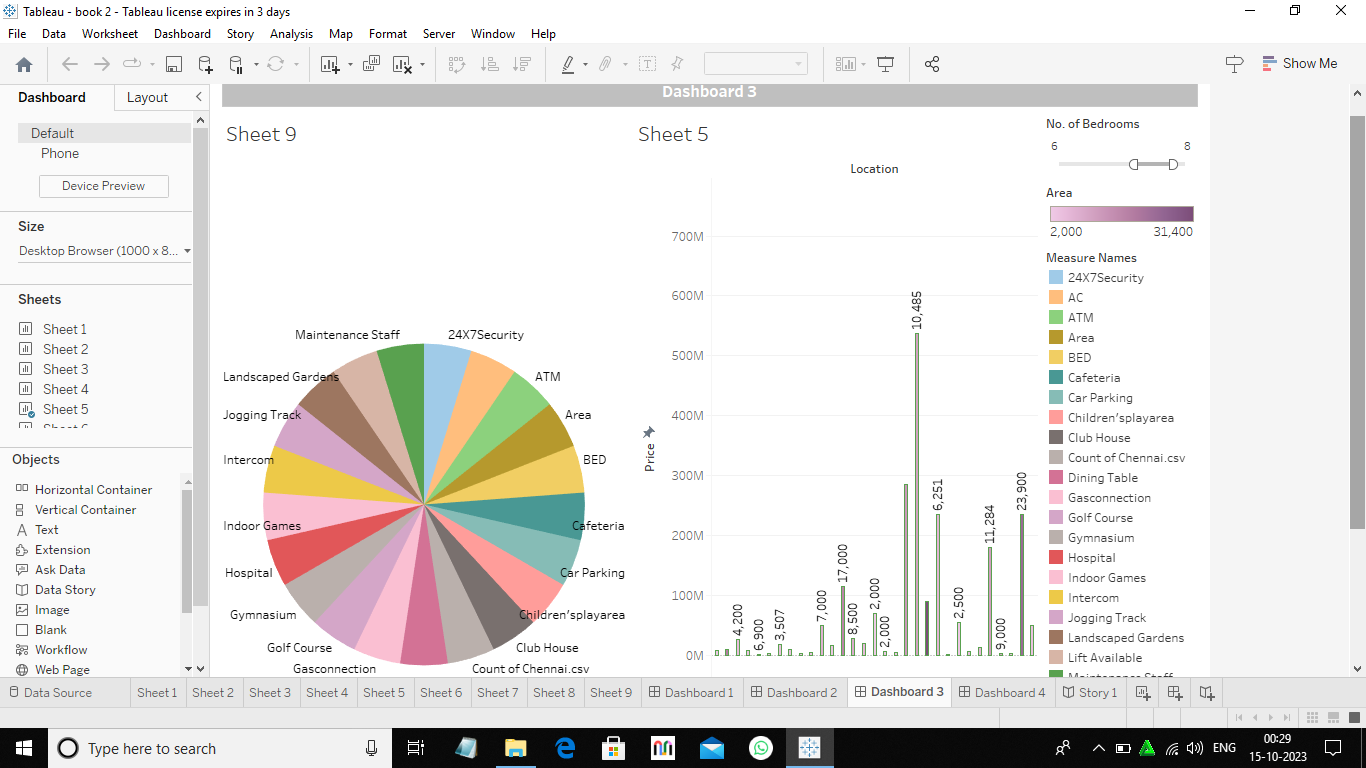 Tableau - book 2 - Tableau license expires in 3 days
File Data Worksheet Dashboard Story Analysis Map Format Server Window Help
Show Me
Dashboard
Layout
Default
Phone
Device Preview
Size
Desktop Browser (1000 x 8...
Sheets
Sheet 1
Sheet 2
Sheet 3
Sheet 4
Sheet 5
Objects
Horizontal Container
Vertical Container
Text
Extension
Ask Data
Data Story
Image
Blank
Workflow
Web Page
Dashboard 3
Sheet 9
Maintenance Staff
24X7Security
Landscaped Gardens
ATM
Jogging Track
Area
Intercom
BED
Indoor Games
Cafeteria
Hospital
Car Parking
Gymnasium
Children'splayarea
Golf Course
Club House
Gasconnection
Count of Chennai.csv
Sheet 5
Location
Price
700M
600M
500M
400M
300M
200M
100M
0M
4,200
6,900
3,507
7,000
17,000
8,500
2,000
2,000
10,485
6,251
2,500
11,284
9,000
23,900
No. of Bedrooms
6 8
Area
2,000 31,400
Measure Names
24X7Security
AC
ATM
Area
BED
Cafeteria
Car Parking
Children'splayarea
Club House
Count of Chennai.csv
Dining Table
Gasconnection
Golf Course
Gymnasium
Hospital
Indoor Games
Intercom
Jogging Track
Landscaped Gardens
Lift Available
Data Source Sheet 1 Sheet 2 Sheet 3 Sheet 4 Sheet 5 Sheet 6 Sheet 7 Sheet 8 Sheet 9 Dashboard 1 Dashboard 2 Dashboard 3 Dashboard 4 Story 1
Type here to search
ENG
00:29
15-10-2023